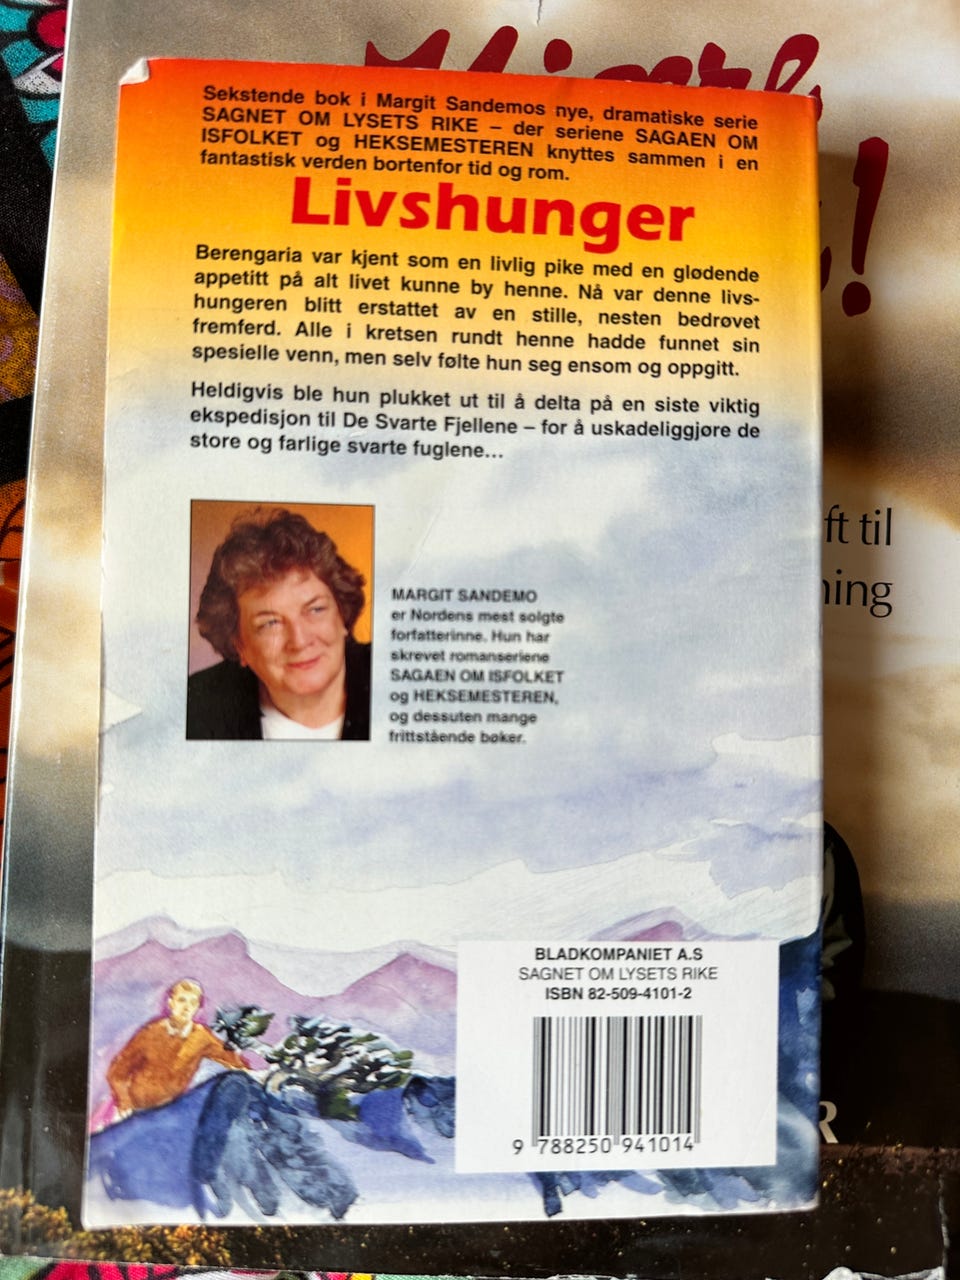 Sekstende bok i Margit Sandemos nye, dramatiske serie
SAGNET OM LYSETS RIKE – der seriene SAGAEN OM
ISFOLKET og HEKSEMESTEREN knyttes sammen i en
fantastisk verden bortenfor tid og rom.
Livshunger
Berengaria var kjent som en livlig pike med en glødende
appetitt på alt livet kunne by henne. Nå var denne livs-
hungeren blitt erstattet av en stille, nesten bedrøvet
fremferd. Alle i kretsen rundt henne hadde funnet sin
spesielle venn, men selv følte hun seg ensom og oppgitt.
Heldigvis ble hun plukket ut til å delta på en siste viktig
ekspedisjon til De Svarte Fjellene – for å uskadeliggjøre de
store og farlige svarte fuglene...
MARGIT SANDEMO
er Nordens mest solgte
forfatterinne. Hun har
skrevet romanseriene
SAGAEN OM ISFOLKET
og HEKSEMESTEREN,
og dessuten mange
frittstående bøker.
ft til
ning
BLADKOMPANIET A.S
SAGNET OM LYSETS RIKE
ISBN 82-509-4101-2
9 788250 941014
R